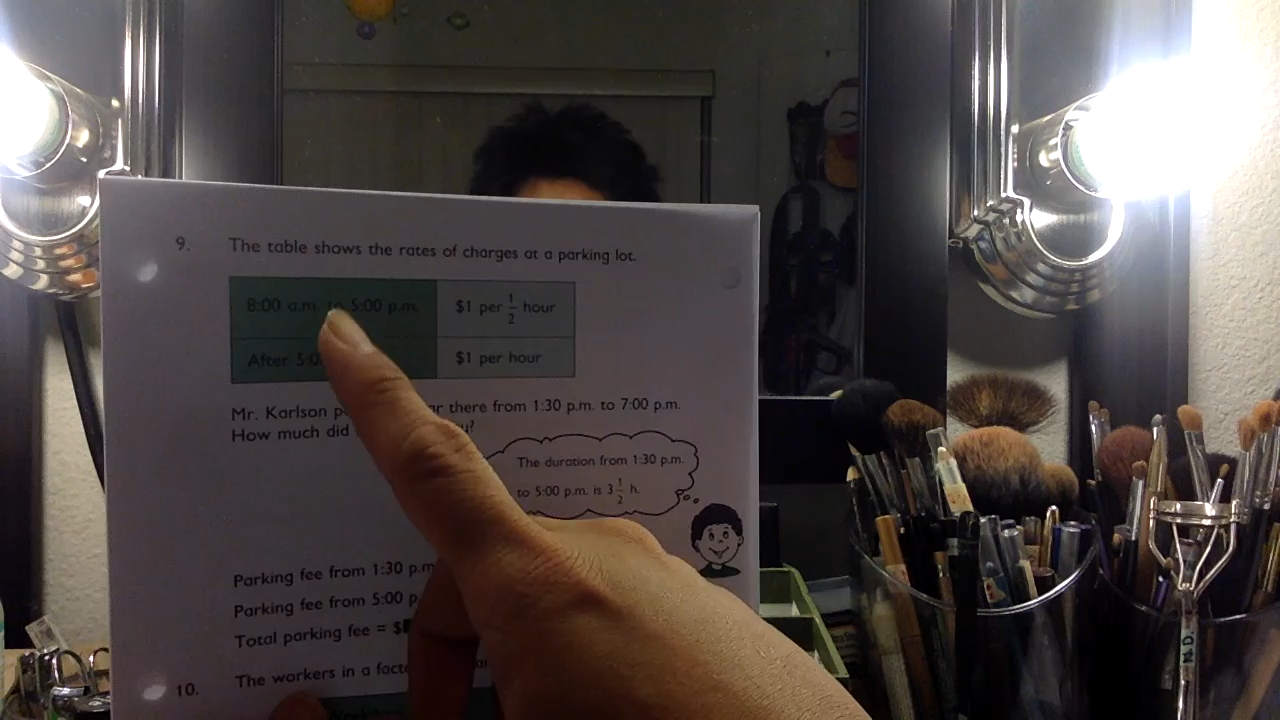 9. The table shows the rates of charges at a parking lot.
8:00 a.m. to 5:00 p.m. $1 per 1/2 hour
After 5:0 $1 per hour
Mr. Karlson there from 1:30 p.m. to 7:00 p.m.
How much did
The duration from 1:30 p.m.
to 5:00 p.m. is 3 1/2 h.
Parking fee from 1:30 p.m
Parking fee from 5:00 p
Total parking fee = $
10. The workers in a
N.D.